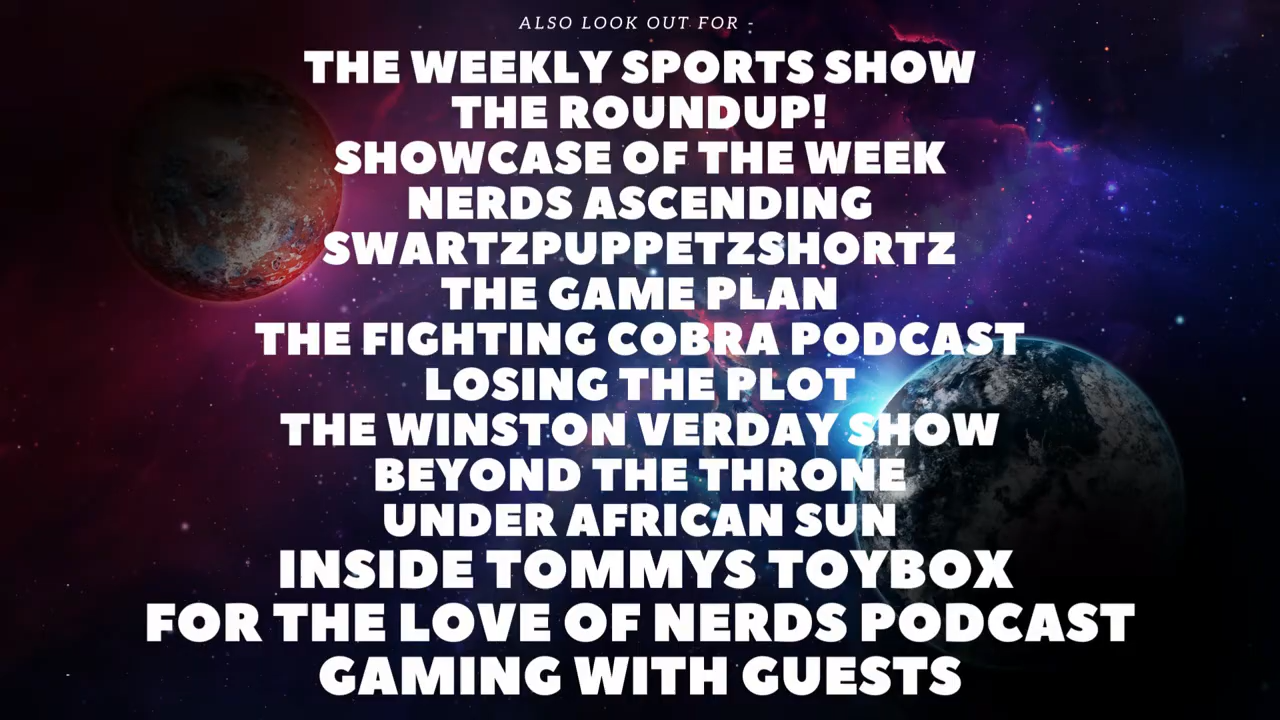 ALSO LOOK OUT FOR -
THE WEEKLY SPORTS SHOW
THE ROUNDUP!
SHOWCASE OF THE WEEK
NERDS ASCENDING
SWARTZPUPPETZSHORTZ
THE GAME PLAN
THE FIGHTING COBRA PODCAST
LOSING THE PLOT
THE WINSTON VERDAY SHOW
BEYOND THE THRONE
UNDER AFRICAN SUN
INSIDE TOMMYS TOYBOX
FOR THE LOVE OF NERDS PODCAST
GAMING WITH GUESTS